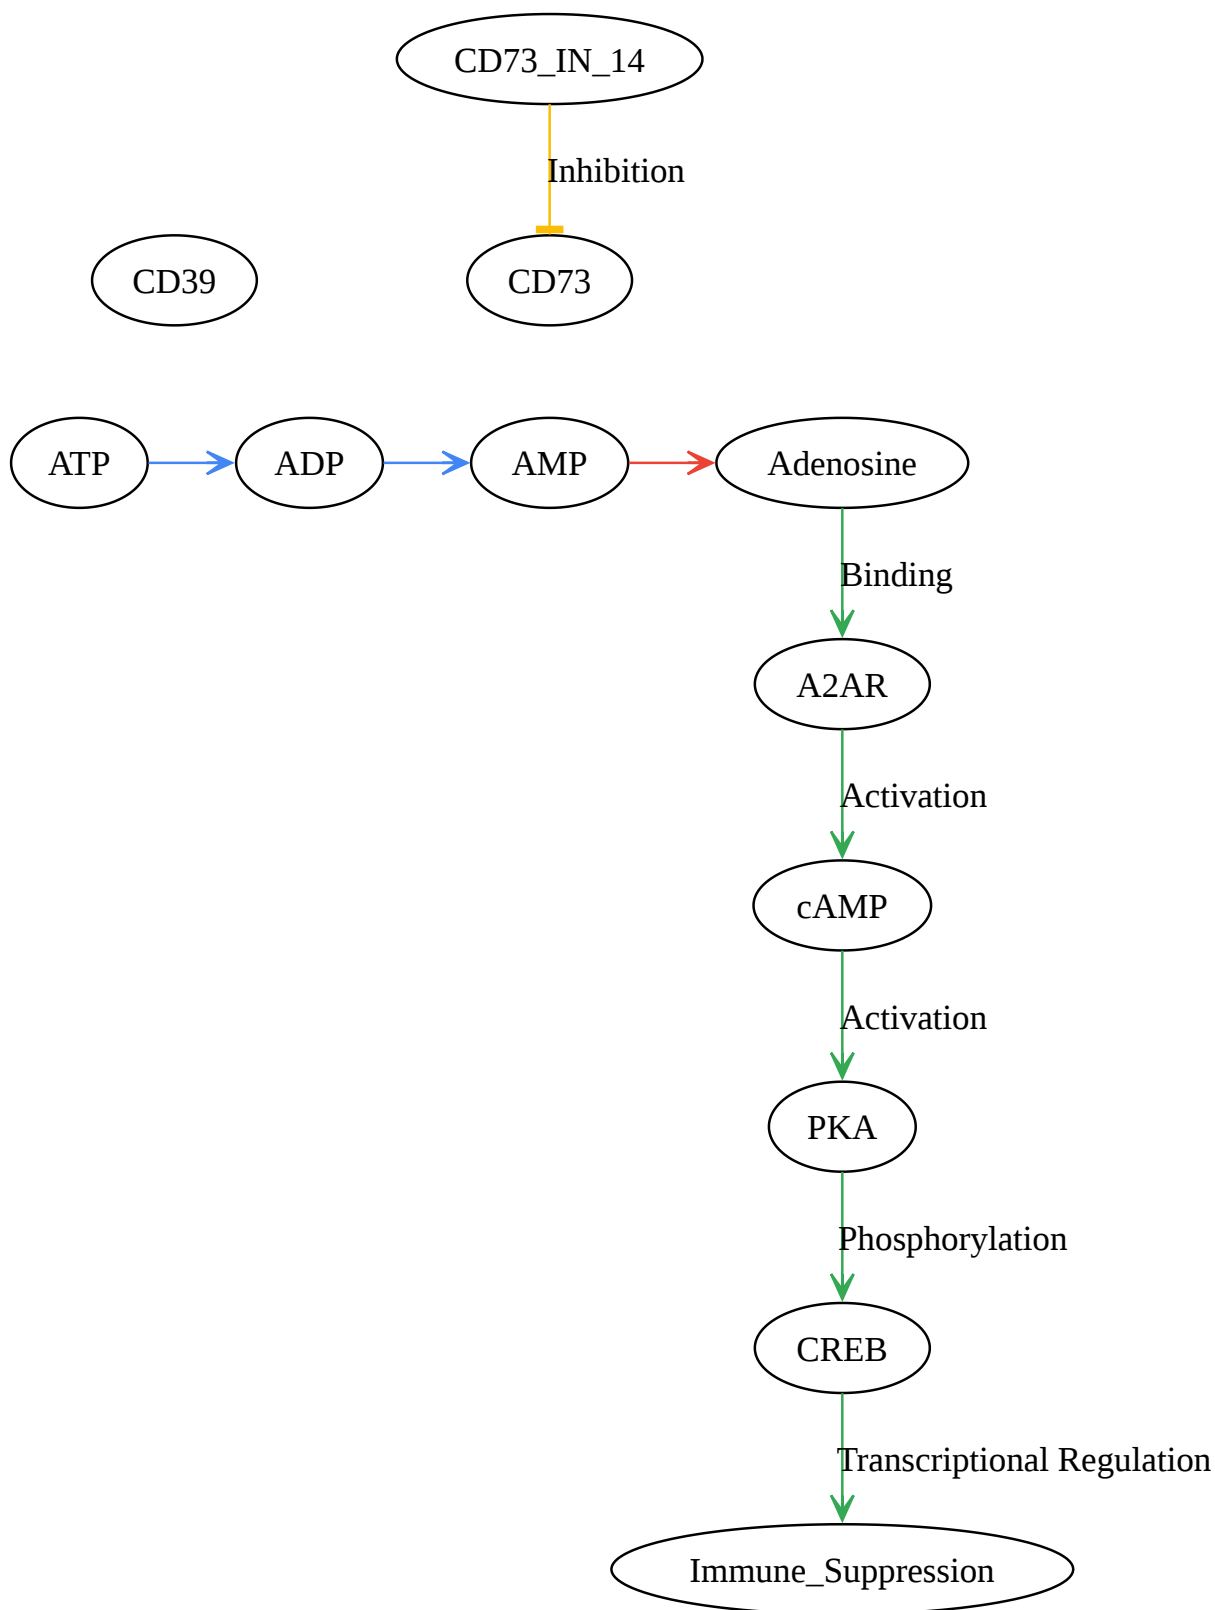 CD73_IN_14
Inhibition
CD39
CD73
ATP
ADP
AMP
Adenosine
Binding
A2AR
Activation
cAMP
Activation
PKA
Phosphorylation
CREB
Transcriptional Regulation
Immune_Suppression